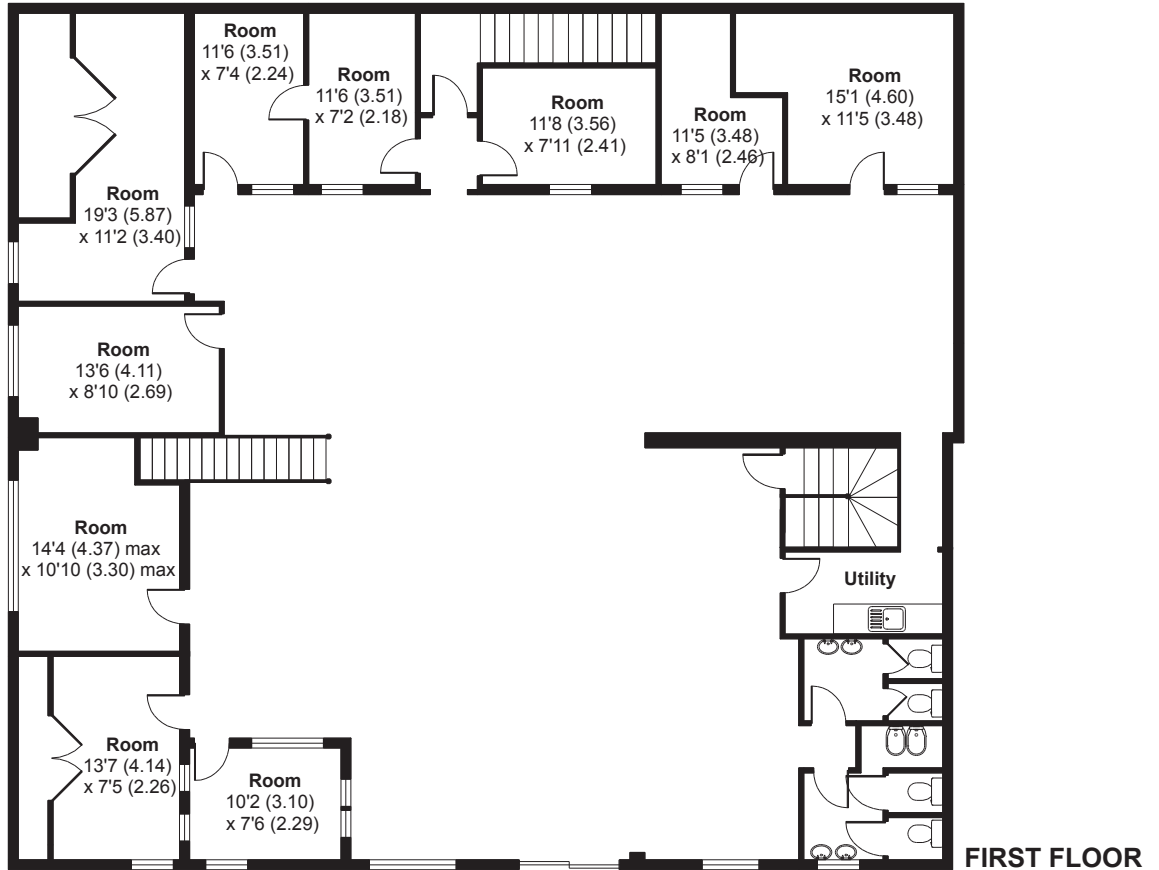 Room
11'6 (3.51)
x 7'4 (2.24)
Room
11'6 (3.51)
x 7'2 (2.18)
Room
11'8 (3.56)
x 7'11 (2.41)
Room
11'5 (3.48)
x 8'1 (2.46)
Room
15'1 (4.60)
x 11'5 (3.48)
Room
19'3 (5.87)
x 11'2 (3.40)
Room
13'6 (4.11)
x 8'10 (2.69)
Room
14'4 (4.37) max
x 10'10 (3.30) max
Utility
Room
13'7 (4.14)
x 7'5 (2.26)
Room
10'2 (3.10)
x 7'6 (2.29)
FIRST FLOOR